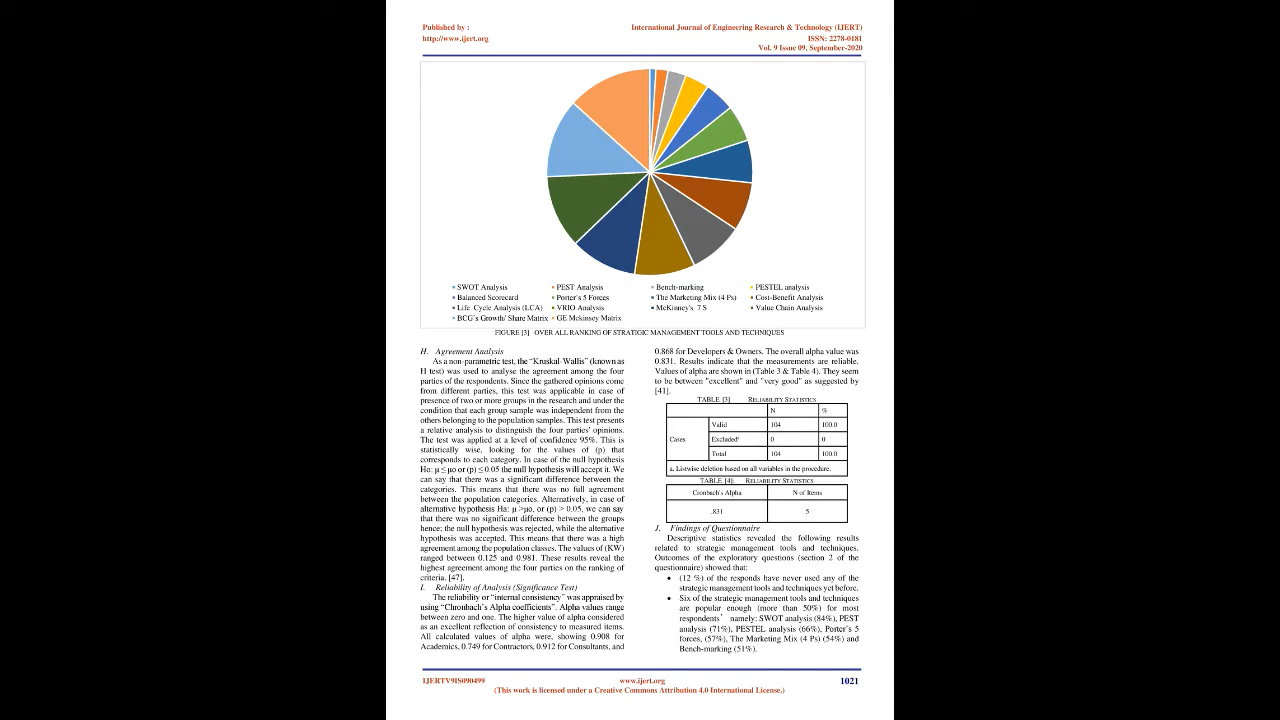 Published by :
http://www.ijert.org
International Journal of Engineering Research & Technology (IJERT)
ISSN: 2278-0181
Vol. 9 Issue 09, September-2020
SWOT Analysis
PEST Analysis
Bench-marking
PESTEL analysis
Balanced Scorecard
Porter's 5 Forces
The Marketing Mix (4 Ps)
Cost-Benefit Analysis
Life Cycle Analysis (LCA)
VRIO Analysis
McKinney's 7 S
Value Chain Analysis
BCG's Growth/ Share Matrix
GE Mckinsey Matrix
FIGURE [3] OVER ALL RANKING OF STRATIGIC MANAGEMENT TOOLS AND TECHNIQUES
H. Agreement Analysis
As a non-parametric test, the “Kruskal-Wallis” (known as
H test) was used to analyse the agreement among the four
parties of the respondents. Since the gathered opinions come
from different parties, this test was applicable in case of
presence of two or more groups in the research and under the
condition that each group sample was independent from the
others belonging to the population samples. This test presents
a relative analysis to distinguish the four parties' opinions.
The test was applied at a level of confidence 95%. This is
statistically wise, looking for the values of (p) that
corresponds to each category. In case of the null hypothesis
Ho: μ ≤ μo or (p) ≤ 0.05 the null hypothesis will accept it. We
can say that there was a significant difference between the
categories. This means that there was no full agreement
between the population categories. Alternatively, in case of
alternative hypothesis Ha: μ >μo, or (p) > 0.05, we can say
that there was no significant difference between the groups
hence; the null hypothesis was rejected, while the alternative
hypothesis was accepted. This means that there was a high
agreement among the population classes. The values of (KW)
ranged between 0.125 and 0.981. These results reveal the
highest agreement among the four parties on the ranking of
criteria. [47].
I. Reliability of Analysis (Significance Test)
The reliability or “internal consistency” was appraised by
using “Chronbach’s Alpha coefficients”. Alpha values range
between zero and one. The higher value of alpha considered
as an excellent reflection of consistency to measured items.
All calculated values of alpha were, showing 0.908 for
Academics, 0.749 for Contractors, 0.912 for Consultants, and
0.868 for Developers & Owners. The overall alpha value was
0.831. Results indicate that the measurements are reliable.
Values of alpha are shown in (Table 3 & Table 4). They seem
to be between "excellent" and "very good" as suggested by
[41].
TABLE [3] RELIABILITY STATISTICS
N %
Valid 104 100.0
Cases Excludedª 0 0
Total 104 100.0
a. Listwise deletion based on all variables in the procedure.
TABLE [4]: RELIABILITY STATISTICS
Cronbach's Alpha N of Items
.831 5
J. Findings of Questionnaire
Descriptive statistics revealed the following results
related to strategic management tools and techniques.
Outcomes of the exploratory questions (section 2 of the
questionnaire) showed that:
• (12 %) of the responds have never used any of the
strategic management tools and techniques yet before.
• Six of the strategic management tools and techniques
are popular enough (more than 50%) for most
respondents’ namely: SWOT analysis (84%), PEST
analysis (71%), PESTEL analysis (66%), Porter’s 5
forces, (57%), The Marketing Mix (4 Ps) (54%) and
Bench-marking (51%).
IJERTV9IS090499
www.ijert.org
1021
(This work is licensed under a Creative Commons Attribution 4.0 International License.)